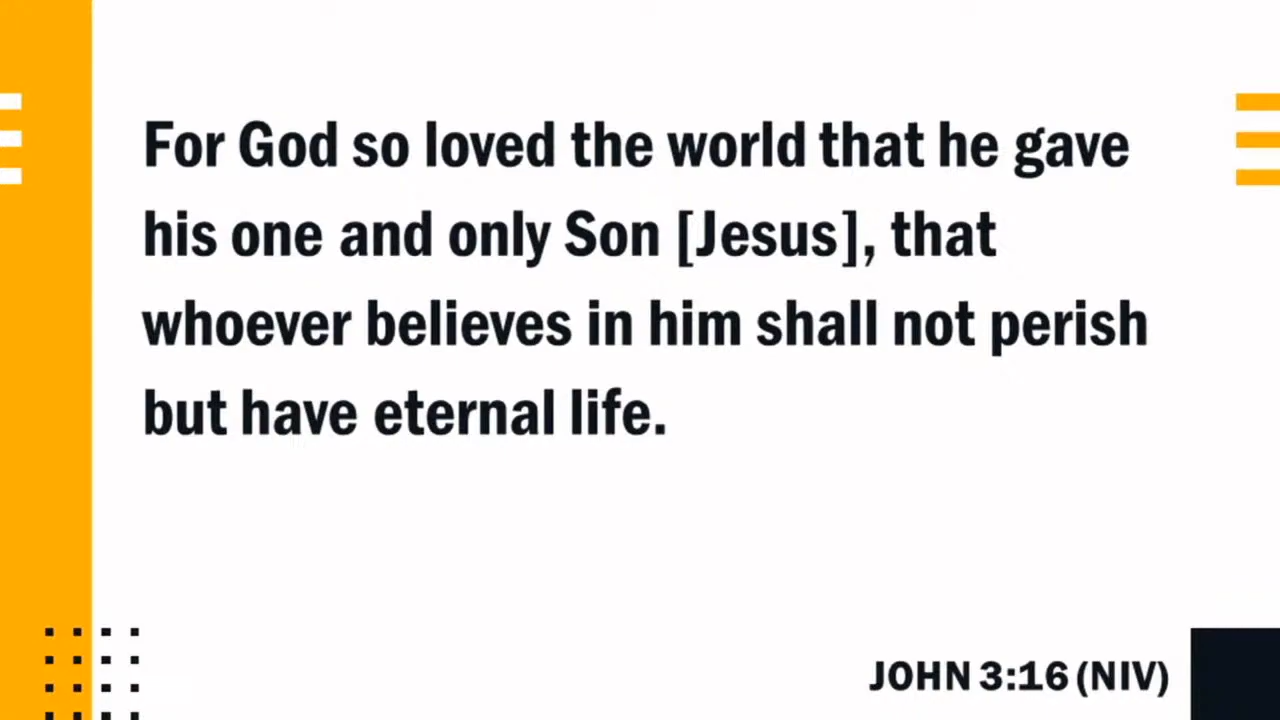 For God so loved the world that he gave
his one and only Son [Jesus], that
whoever believes in him shall not perish
but have eternal life.
JOHN 3:16 (NIV)